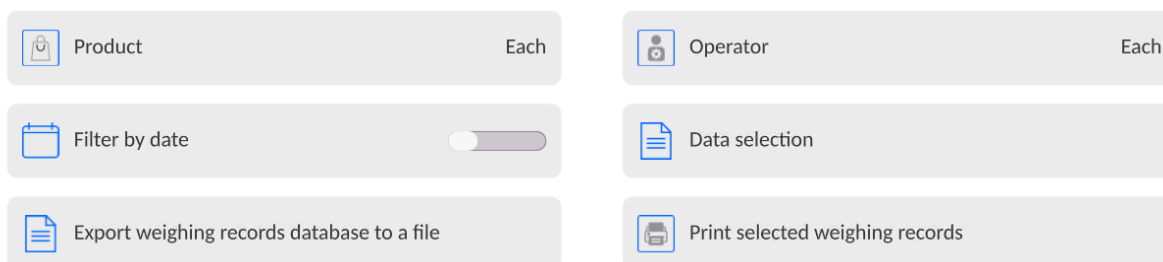 Product Each
Operator Each
Filter by date
Data selection
Export weighing records database to a file
Print selected weighing records